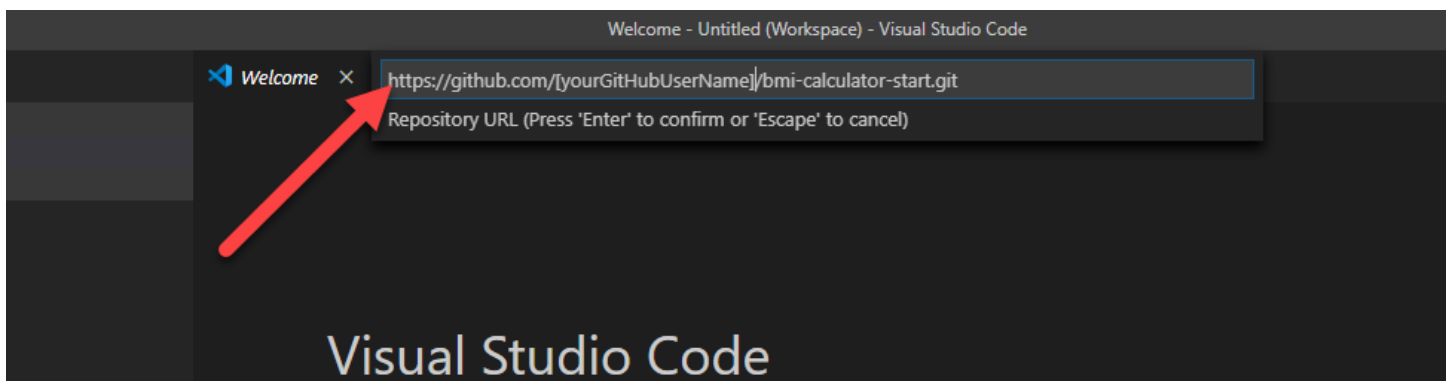 Welcome - Untitled (Workspace) - Visual Studio Code
Welcome ×
https://github.com/[yourGitHubUserName]/bmi-calculator-start.git
Repository URL (Press 'Enter' to confirm or 'Escape' to cancel)
Visual Studio Code